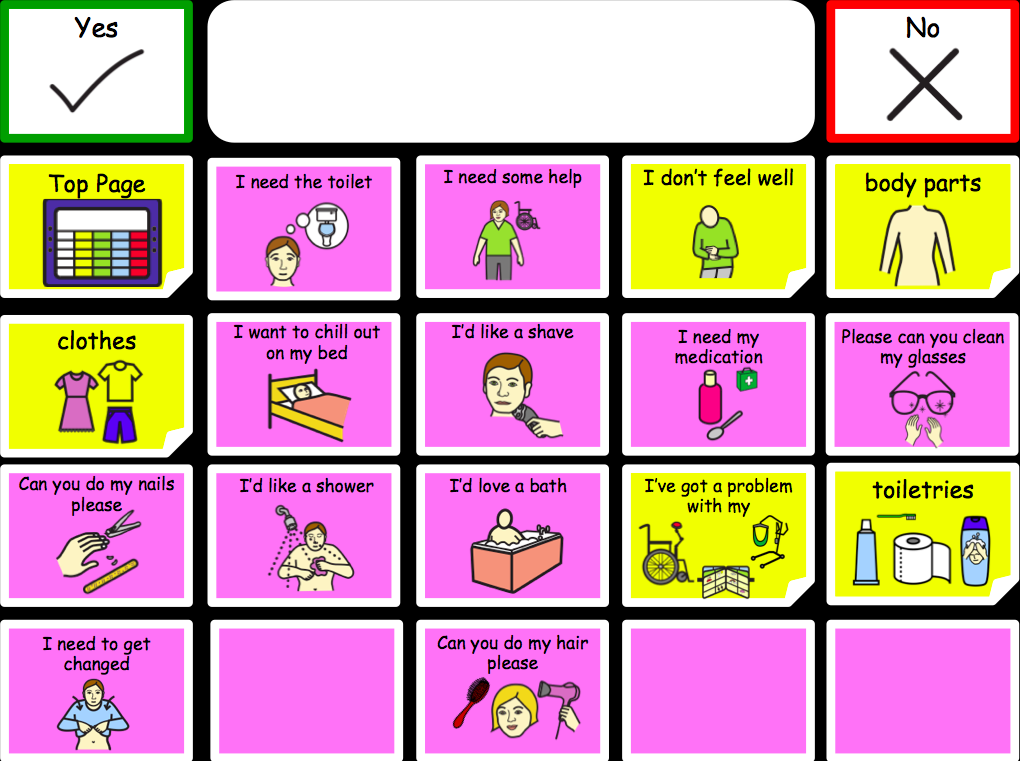 Yes
No
Top Page
I need the toilet
I need some help
I don't feel well
body parts
clothes
I want to chill out
on my bed
I'd like a shave
I need my
medication
Please can you clean
my glasses
Can you do my nails
please
I'd like a shower
I'd love a bath
I've got a problem
with my
toiletries
I need to get
changed
Can you do my hair
please